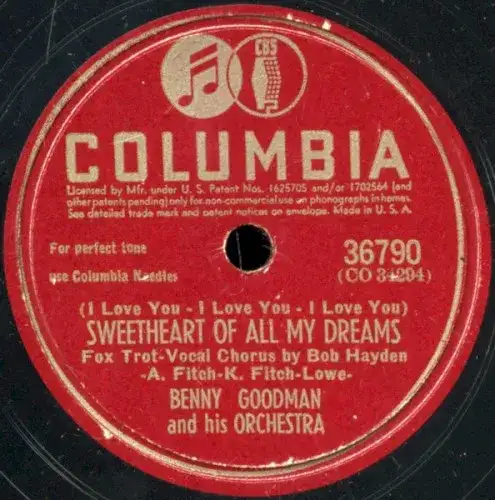 CBS
COLUMBIA
Licensed by Mfr. under U. S. Patent Nos. 1625705 and/or 1702564 (and
other patents pending) only for non-commercial use on phonographs in homes.
See detailed trade mark and patent notices on envelope. Made in U. S. A.
For perfect tone
use Columbia Needles
36790
(CO 34204)
(I Love You - I Love You - I Love You)
SWEETHEART OF ALL MY DREAMS
Fox Trot-Vocal Chorus by Bob Hayden
-A. Fitch-K. Fitch-Lowe-
BENNY GOODMAN
and his ORCHESTRA